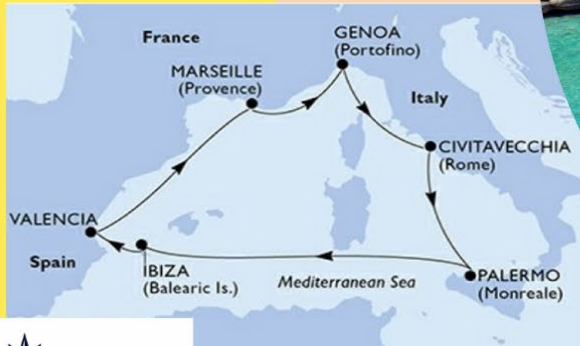 France
GENOA
(Portofino)
MARSEILLE
(Provence)
Italy
CIVITAVECCHIA
(Rome)
VALENCIA
Spain
IBIZA
(Balearic Is.)
Mediterranean Sea
PALERMO
(Monreale)